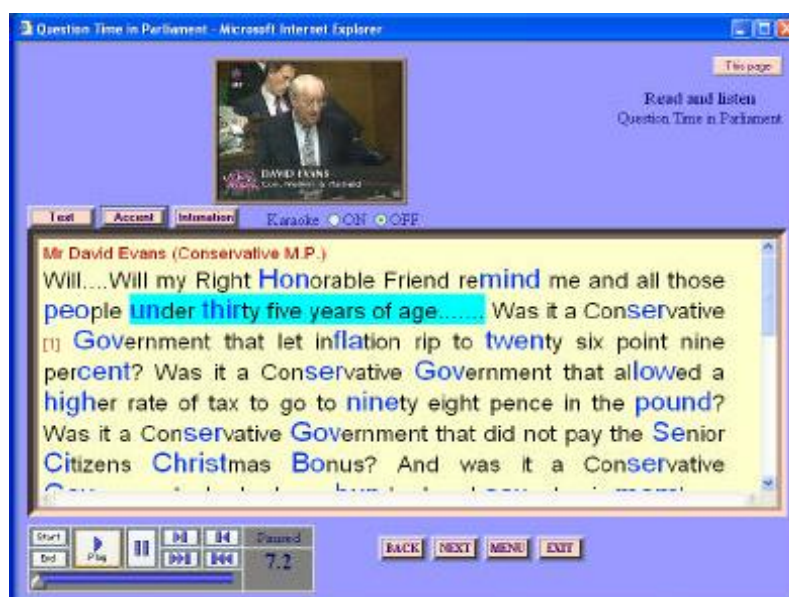 Question Time in Parliament - Microsoft Internet Explorer
This page
Read and listen
Question Time in Parliament
DAVID EVANS
Con, Welwyn & Hatfield
Text Accent Intonation Karaoke ON OFF
Mr David Evans (Conservative M.P.)
Will....Will my Right Honorable Friend remind me and all those
people under thirty five years of age....... Was it a Conservative
[1] Government that let inflation rip to twenty six point nine
percent? Was it a Conservative Government that allowed a
higher rate of tax to go to ninety eight pence in the pound?
Was it a Conservative Government that did not pay the Senior
Citizens Christmas Bonus? And was it a Conservative
Start
End
Play
Paused
7.2
BACK NEXT MENU EXIT